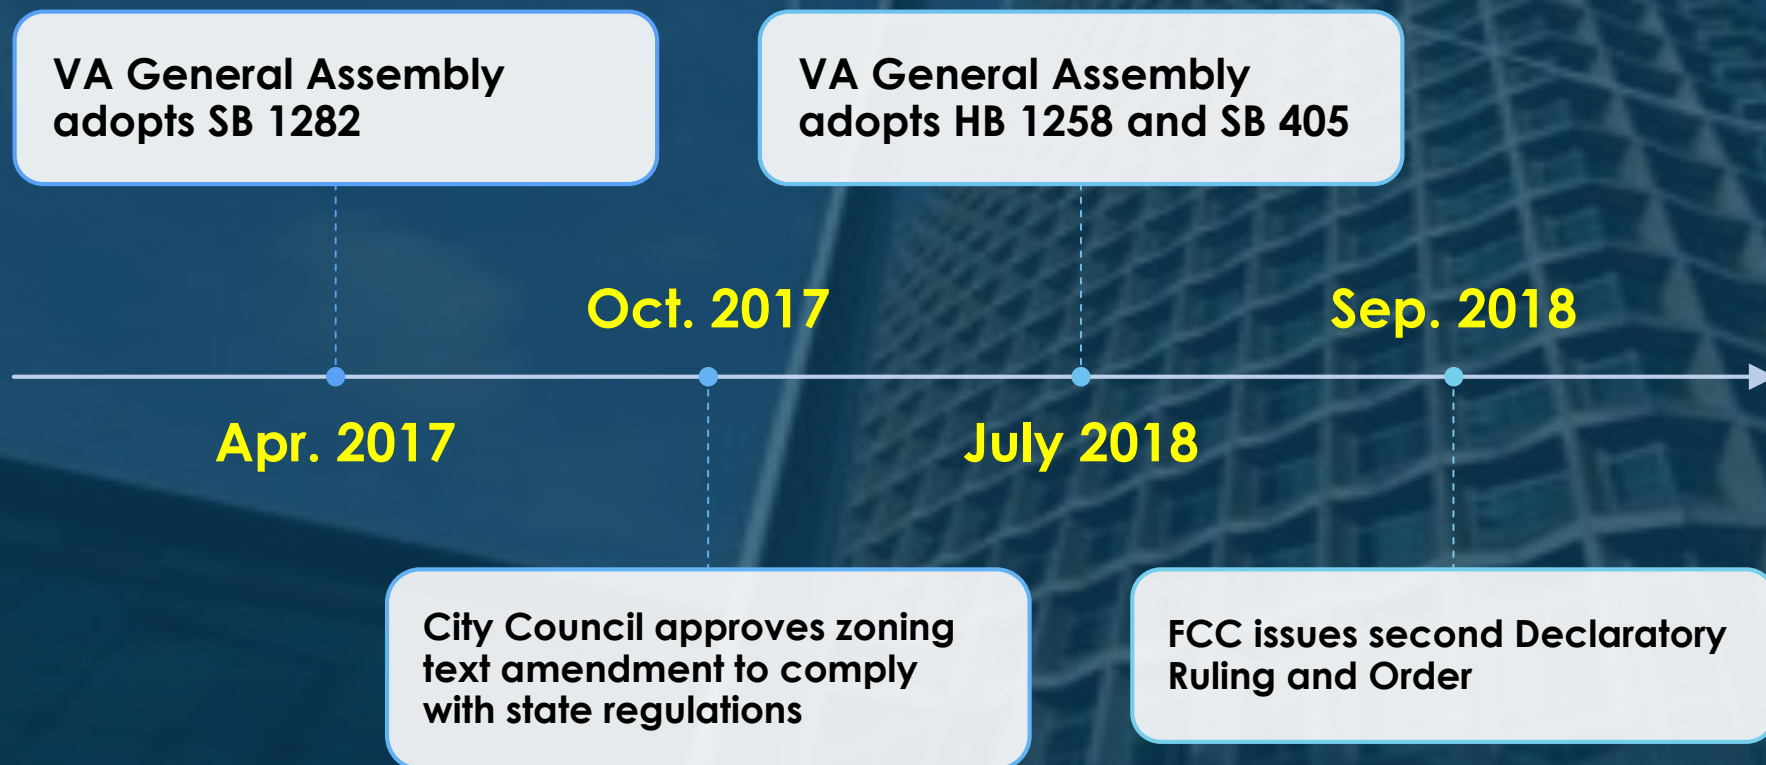 VA General Assembly
adopts SB 1282
VA General Assembly
adopts HB 1258 and SB 405
Oct. 2017
Sep. 2018
Apr. 2017
July 2018
City Council approves zoning
text amendment to comply
with state regulations
FCC issues second Declaratory
Ruling and Order